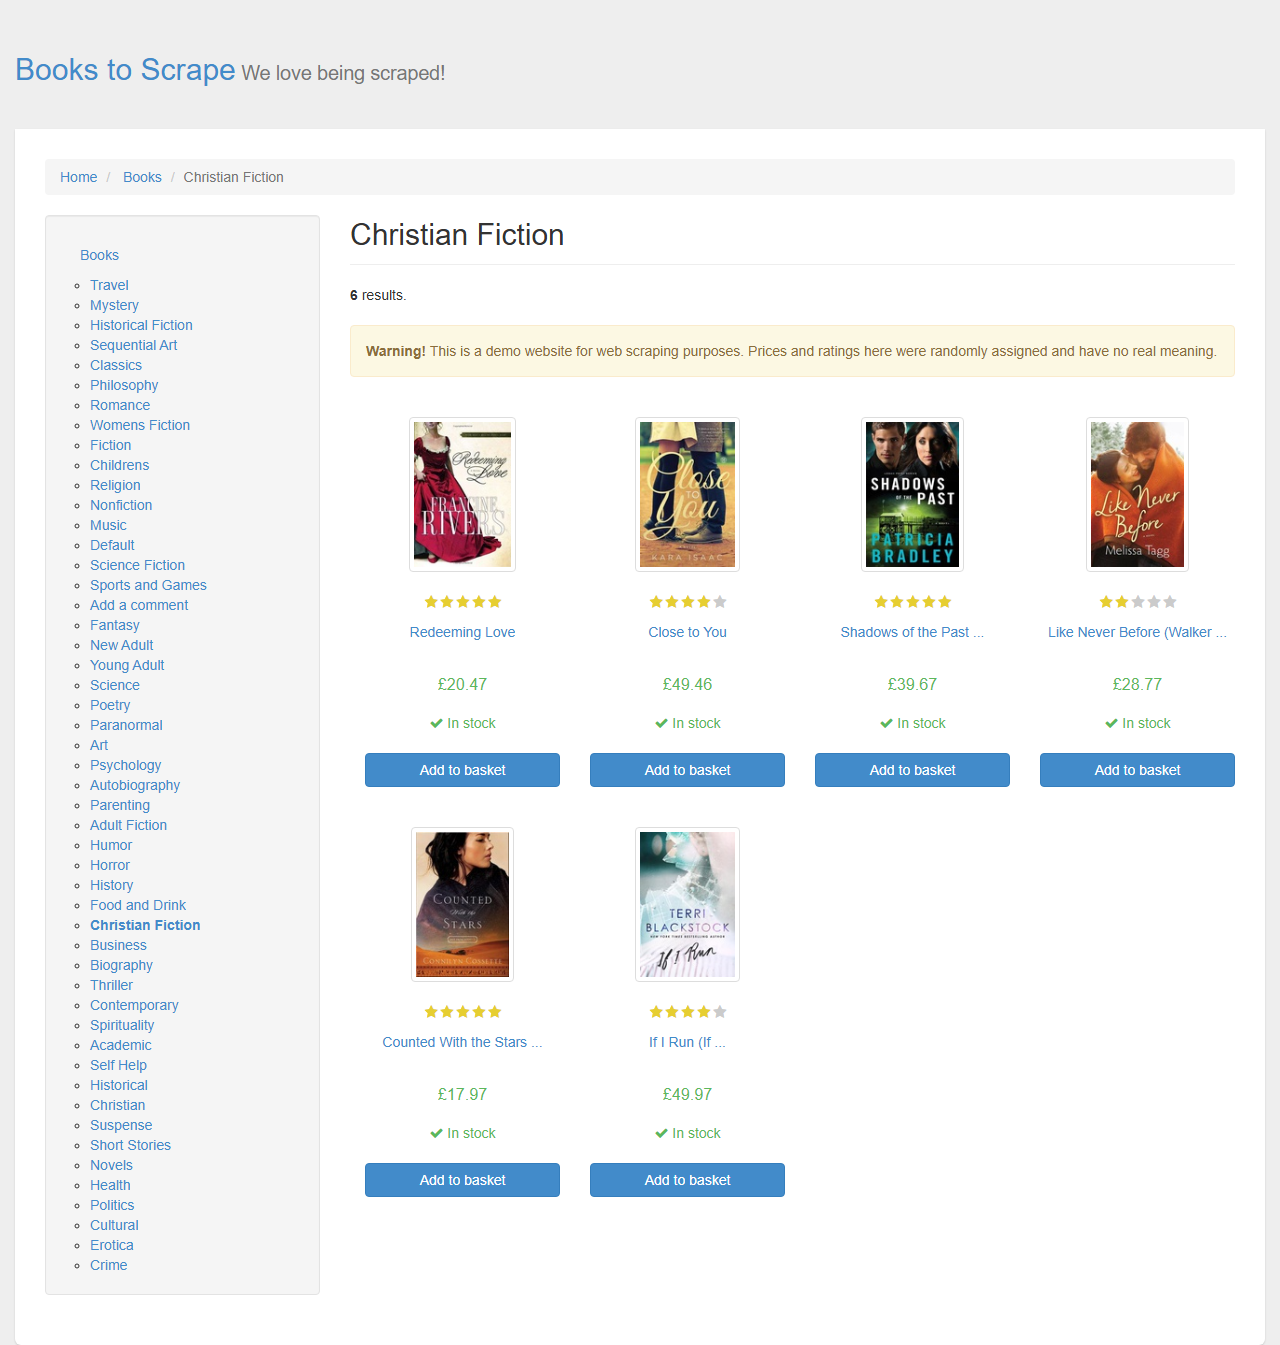 Books to Scrape We love being scraped!
Home / Books / Christian Fiction
Books
Travel
Mystery
Historical Fiction
Sequential Art
Classics
Philosophy
Romance
Womens Fiction
Fiction
Childrens
Religion
Nonfiction
Music
Default
Science Fiction
Sports and Games
Add a comment
Fantasy
New Adult
Young Adult
Science
Poetry
Paranormal
Art
Psychology
Autobiography
Parenting
Adult Fiction
Humor
Horror
History
Food and Drink
Christian Fiction
Business
Biography
Thriller
Contemporary
Spirituality
Academic
Self Help
Historical
Christian
Suspense
Short Stories
Novels
Health
Politics
Cultural
Erotica
Crime
Christian Fiction
6 results.
Warning! This is a demo website for web scraping purposes. Prices and ratings here were randomly assigned and have no real meaning.
Redeeming
Love
FRANCINE
RIVERS
Redeeming Love
£20.47
In stock
Add to basket
Close
TO
You
KARA ISAAC
Close to You
£49.46
In stock
Add to basket
SHADOWS
OF THE
PAST
PATRICIA
BRADLEY
Shadows of the Past ...
£39.67
In stock
Add to basket
Like Never
Before
Melissa Tagg
Like Never Before (Walker ...
£28.77
In stock
Add to basket
COUNTED
With the
STARS
CONNILYN COSSETTE
Counted With the Stars ...
£17.97
In stock
Add to basket
TERRI
BLACKSTOCK
NEW YORK TIMES BESTSELLING AUTHOR
If I Run
If I Run (If ...
£49.97
In stock
Add to basket